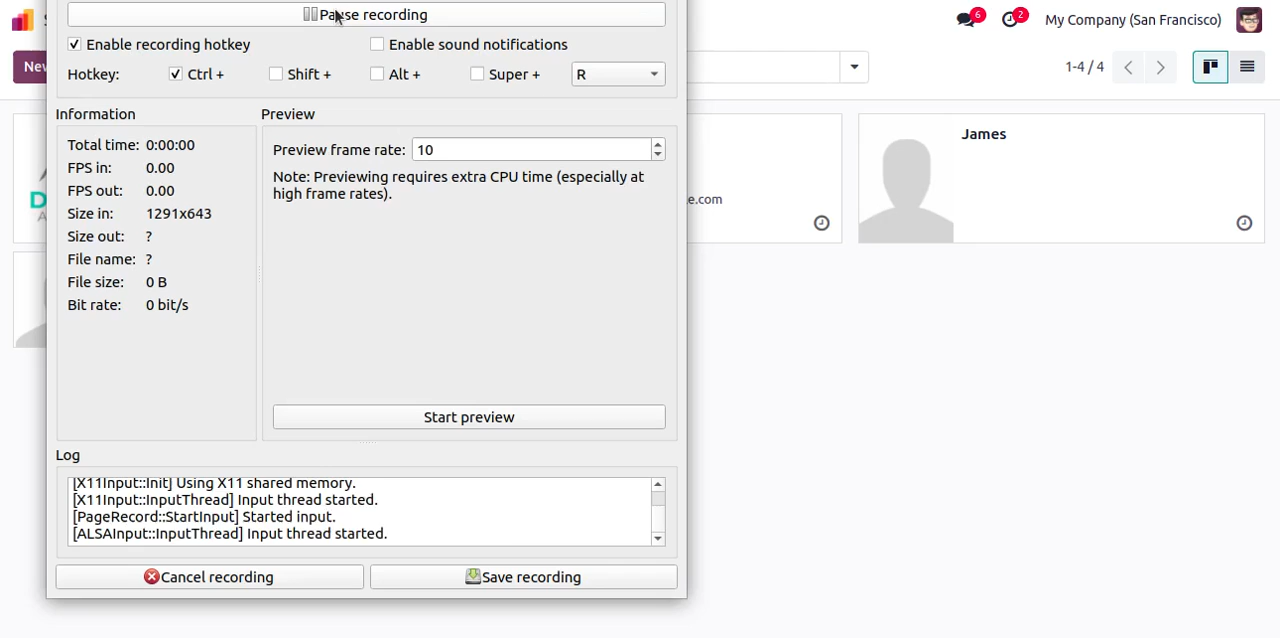 Pause recording
6
2
My Company (San Francisco)
Enable recording hotkey
Enable sound notifications
New
1-4 / 4
Hotkey:
Ctrl +
Shift +
Alt +
Super +
R
Information
Preview
Total time: 0:00:00
Preview frame rate: 10
James
FPS in: 0.00
Note: Previewing requires extra CPU time (especially at
high frame rates).
FPS out: 0.00
Size in: 1291x643
Size out: ?
File name: ?
File size: 0 B
Bit rate: 0 bit/s
Start preview
Log
[X11Input::Init] Using X11 shared memory.
[X11Input::InputThread] Input thread started.
[PageRecord::StartInput] Started input.
[ALSAInput::InputThread] Input thread started.
Cancel recording
Save recording